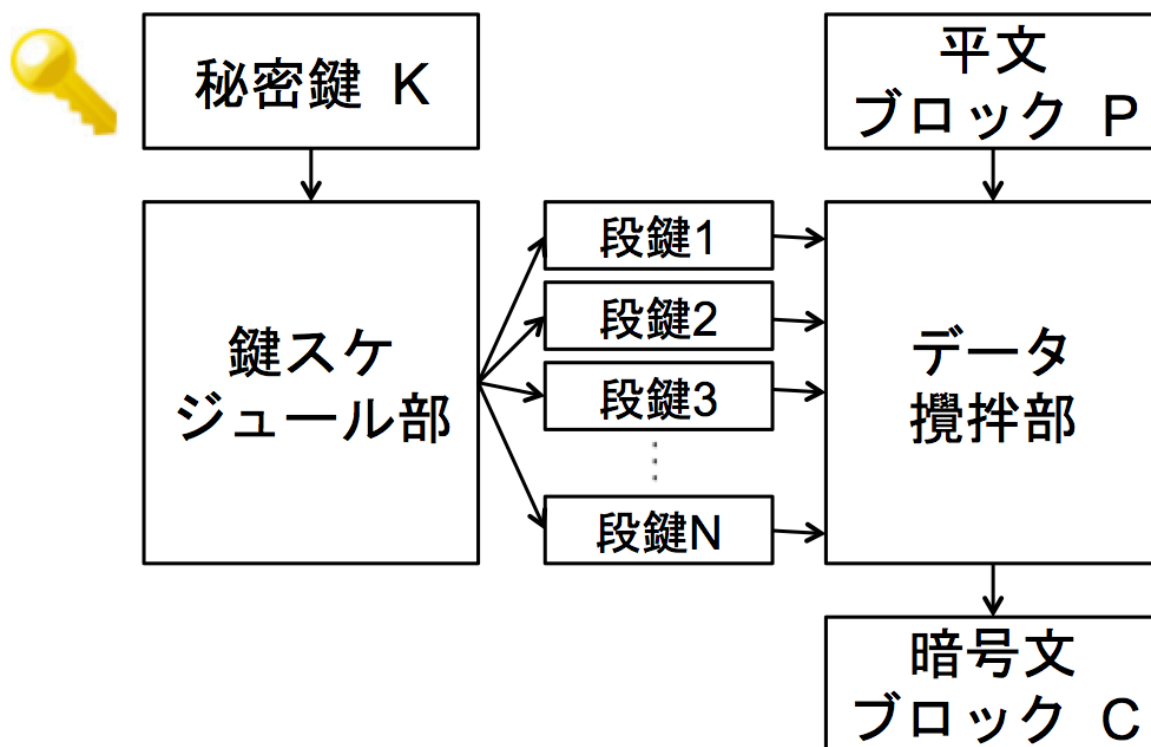 秘密鍵 K
平文
ブロック P
鍵スケ
ジュール部
段鍵1
段鍵2
段鍵3
段鍵N
データ
攪拌部
暗号文
ブロック C